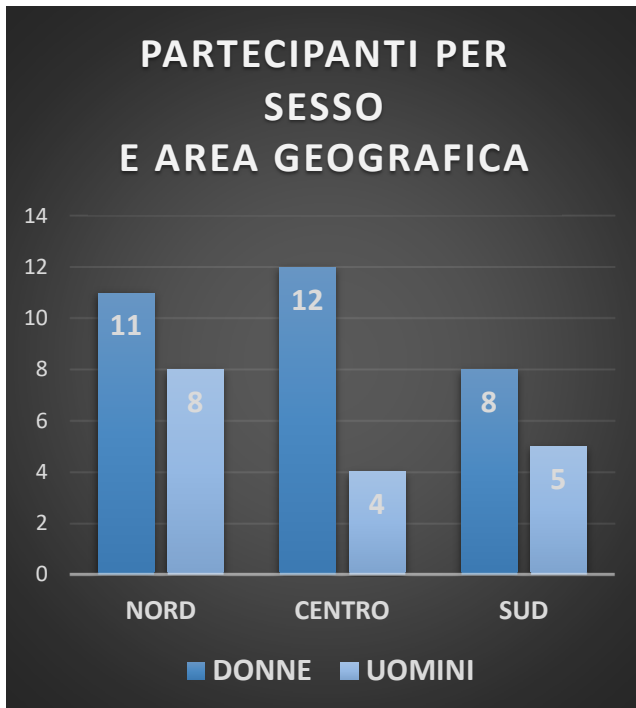 PARTECIPANTI PER
SESSO
E AREA GEOGRAFICA
14
12
10
8
6
4
2
0
11
8
12
4
8
5
NORD CENTRO SUD
DONNE UOMINI